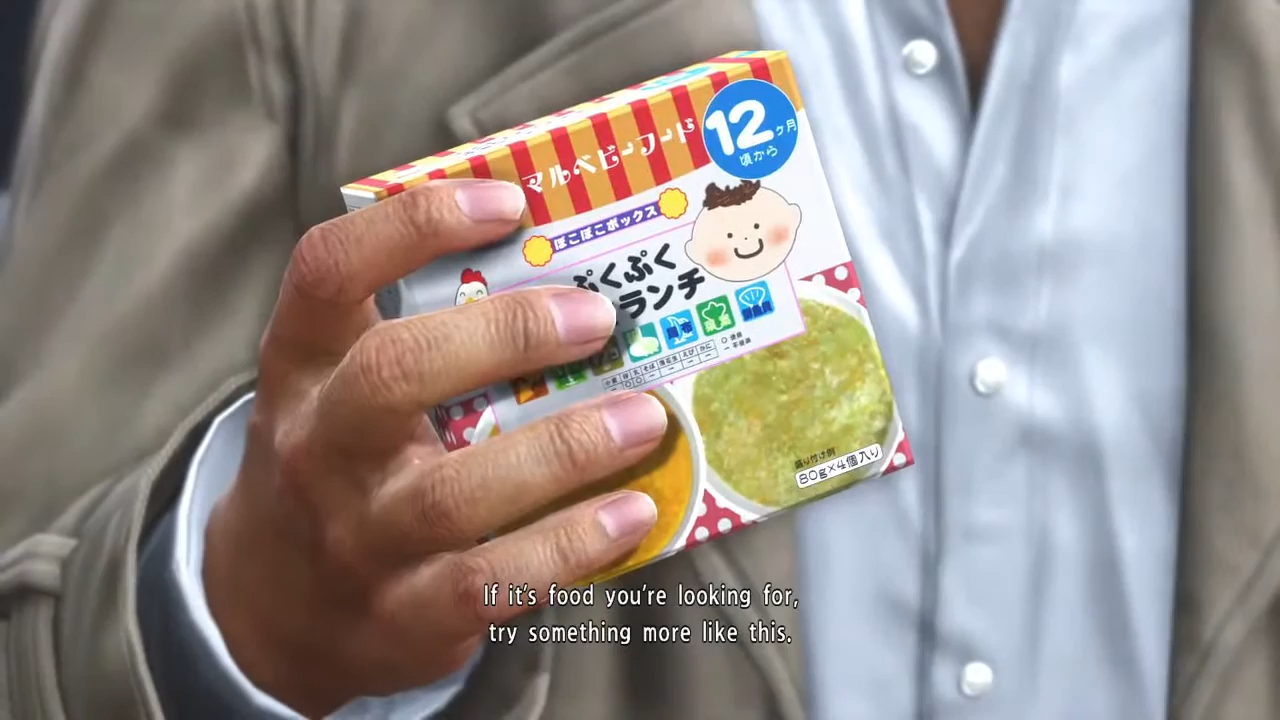 マルベビーフード
12ヶ月
頃から
ぽこぽこボックス
ぷくぷく
ランチ
盛り付け例
80g×4個入り
If it's food you're looking for,
try something more like this.